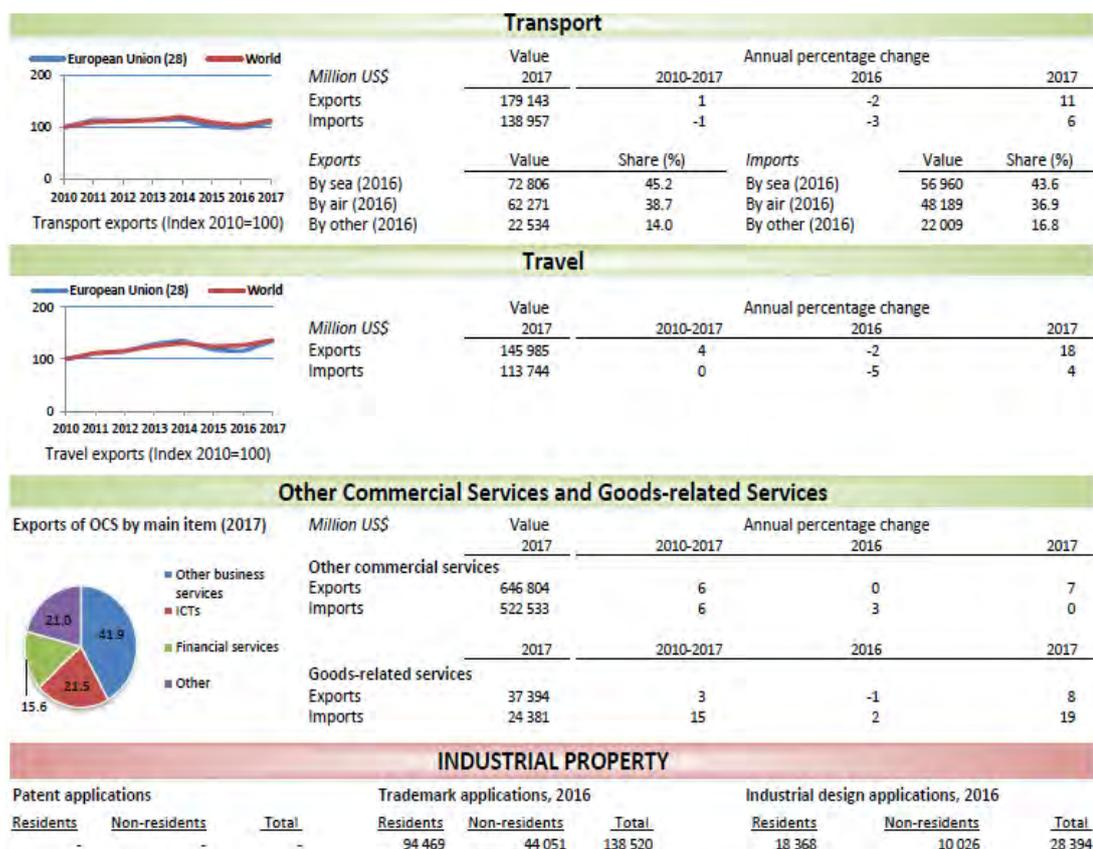 Transport
European Union (28) World
200
100
0
2010 2011 2012 2013 2014 2015 2016 2017
Transport exports (Index 2010=100)
Value Annual percentage change
Million US$ 2017 2010-2017 2016 2017
Exports 179 143 1 -2 11
Imports 138 957 -1 -3 6
Exports Value Share (%) Imports Value Share (%)
By sea (2016) 72 806 45.2 By sea (2016) 56 960 43.6
By air (2016) 62 271 38.7 By air (2016) 48 189 36.9
By other (2016) 22 534 14.0 By other (2016) 22 009 16.8
Travel
European Union (28) World
200
100
0
2010 2011 2012 2013 2014 2015 2016 2017
Travel exports (Index 2010=100)
Value Annual percentage change
Million US$ 2017 2010-2017 2016 2017
Exports 145 985 4 -2 18
Imports 113 744 0 -5 4
Other Commercial Services and Goods-related Services
Exports of OCS by main item (2017)
Other business
services
ICTs
Financial services
Other
21.0
41.9
21.5
15.6
Million US$ Value Annual percentage change
2017 2010-2017 2016 2017
Other commercial services
Exports 646 804 6 0 7
Imports 522 533 6 3 0
2017 2010-2017 2016 2017
Goods-related services
Exports 37 394 3 -1 8
Imports 24 381 15 2 19
INDUSTRIAL PROPERTY
Patent applications Trademark applications, 2016 Industrial design applications, 2016
Residents Non-residents Total Residents Non-residents Total Residents Non-residents Total
- - - 94 469 44 051 138 520 18 368 10 026 28 394